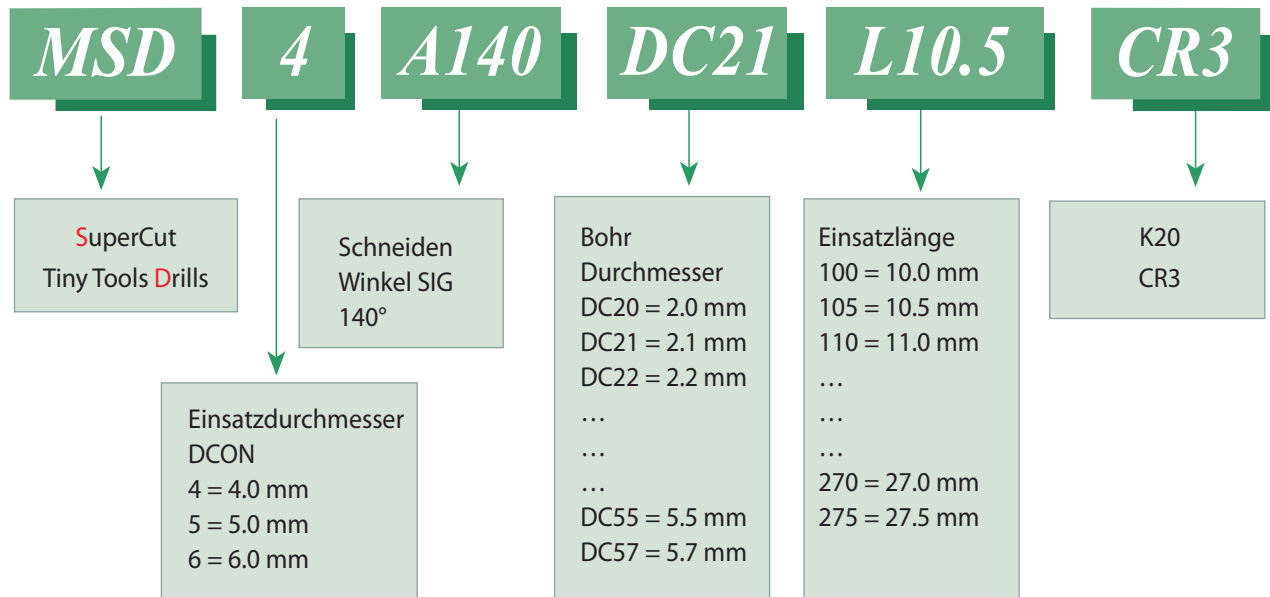 MSD 4 A140 DC21 L10.5 CR3
SuperCut
Tiny Tools Drills
Einsatzdurchmesser
DCON
4 = 4.0 mm
5 = 5.0 mm
6 = 6.0 mm
Schneiden
Winkel SIG
140°
Bohr
Durchmesser
DC20 = 2.0 mm
DC21 = 2.1 mm
DC22 = 2.2 mm
…
…
…
DC55 = 5.5 mm
DC57 = 5.7 mm
Einsatzlänge
100 = 10.0 mm
105 = 10.5 mm
110 = 11.0 mm
…
…
…
270 = 27.0 mm
275 = 27.5 mm
K20
CR3